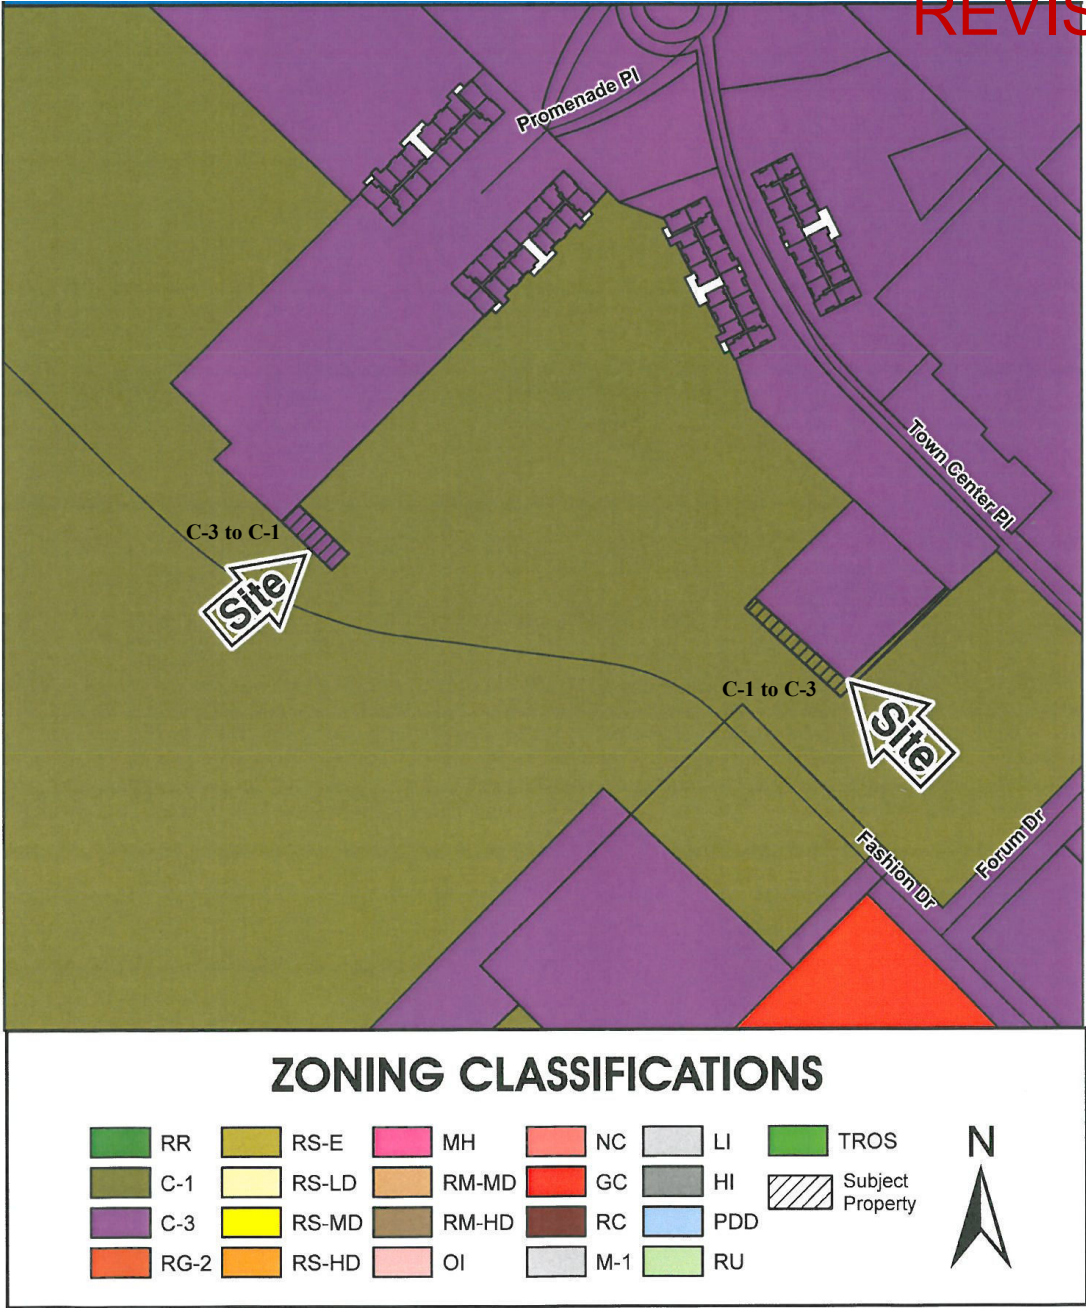 REVIS
Promenade Pl
Town Center Pl
C-3 to C-1
Site
C-1 to C-3
Site
Fashion Dr
Forum Dr
ZONING CLASSIFICATIONS
RR
RS-E
MH
NC
LI
TROS
N
C-1
RS-LD
RM-MD
GC
HI
Subject
Property
C-3
RS-MD
RM-HD
RC
PDD
RG-2
RS-HD
OI
M-1
RU